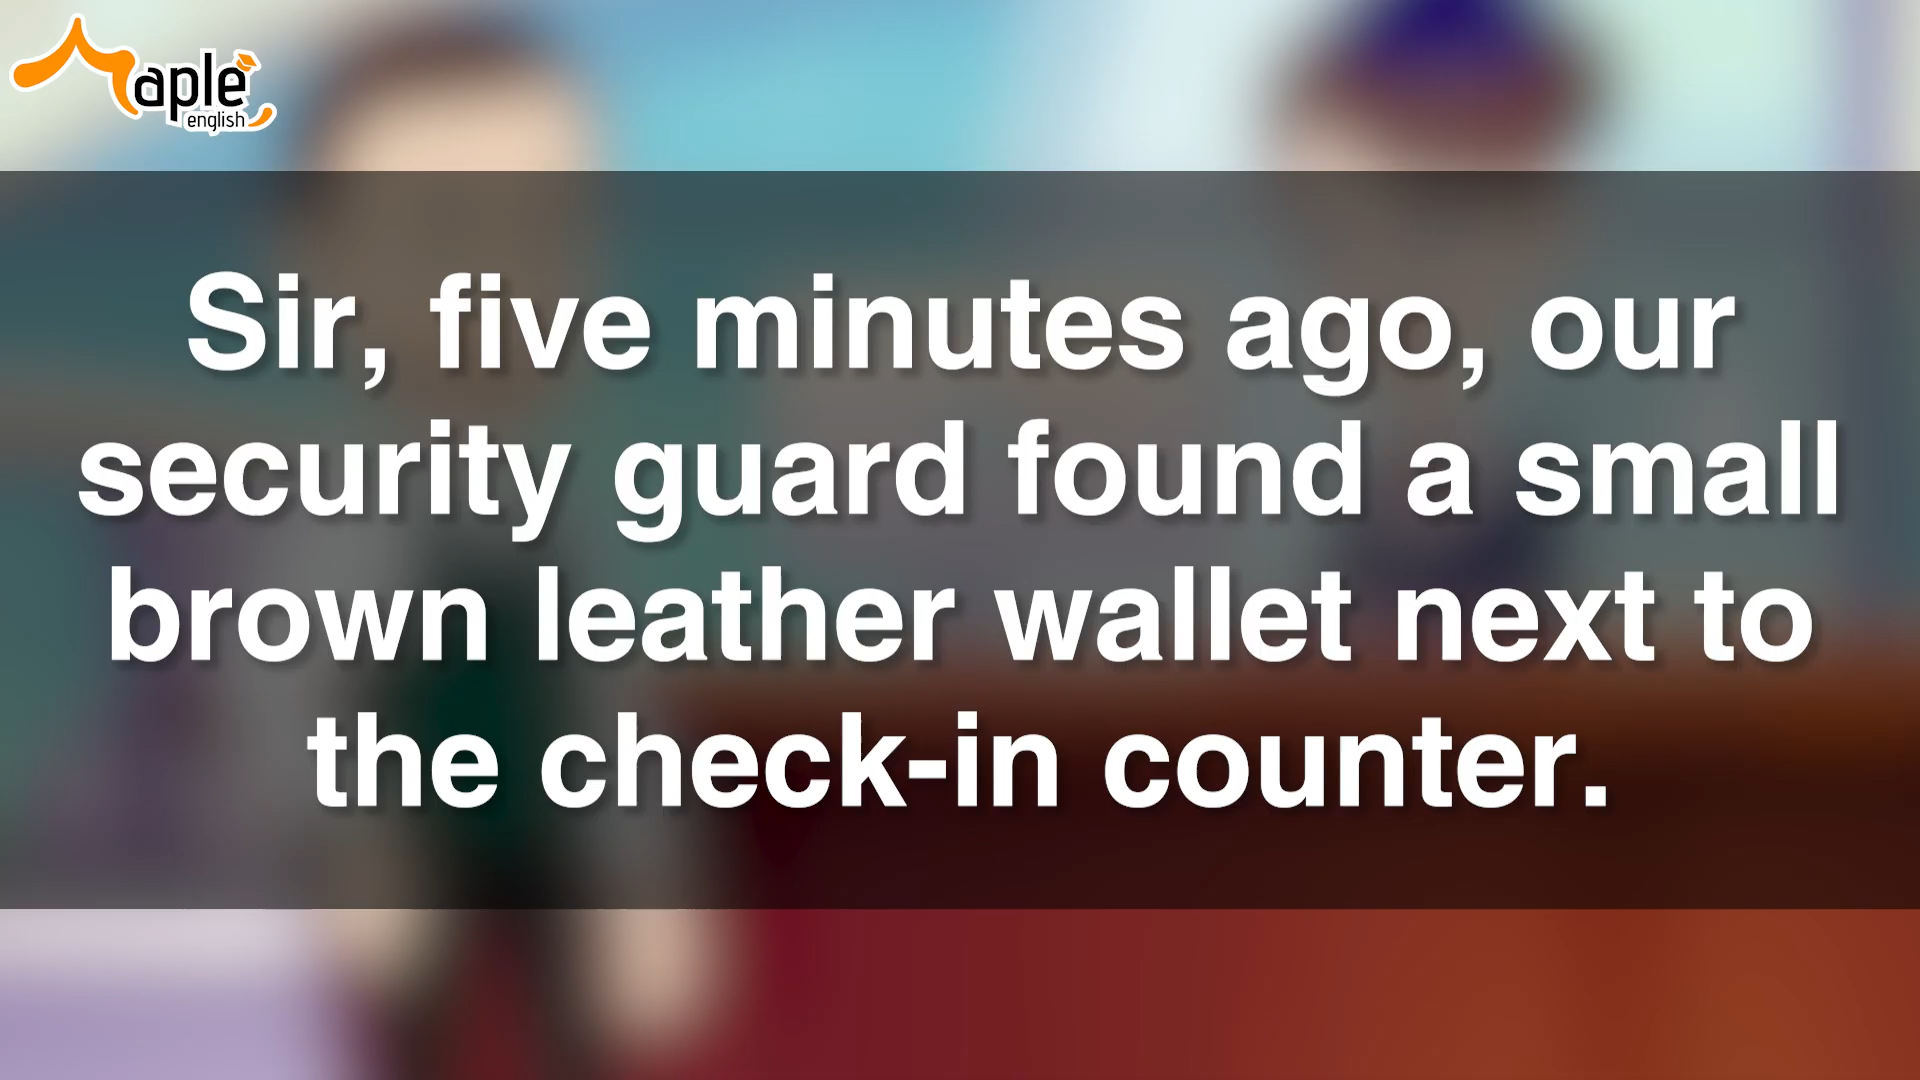 Maple
english
Sir, five minutes ago, our
security guard found a small
brown leather wallet next to
the check-in counter.